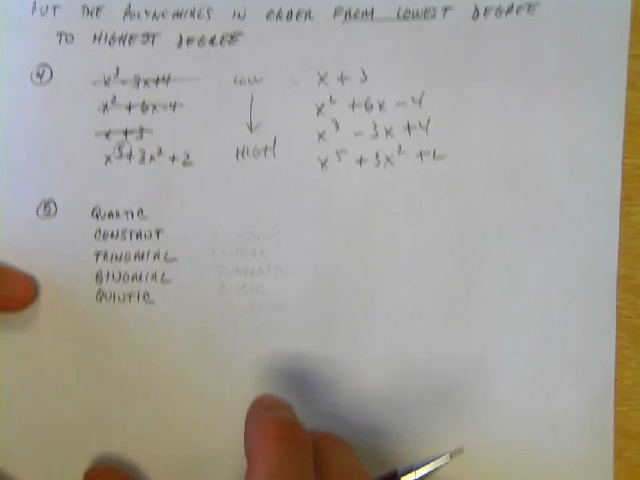 PUT THE POLYNOMIALS IN ORDER FROM LOWEST DEGREE
TO HIGHEST DEGREE
4 x³ - 3x + 4 LOW x + 3
x² + 6x - 4 x² + 6x - 4
x + 3 x³ - 3x + 4
x⁵ + 3x² + 2 HIGH x⁵ + 3x² + 2
5 QUARTIC
CONSTANT
TRINOMIAL
BINOMIAL
QUINTIC